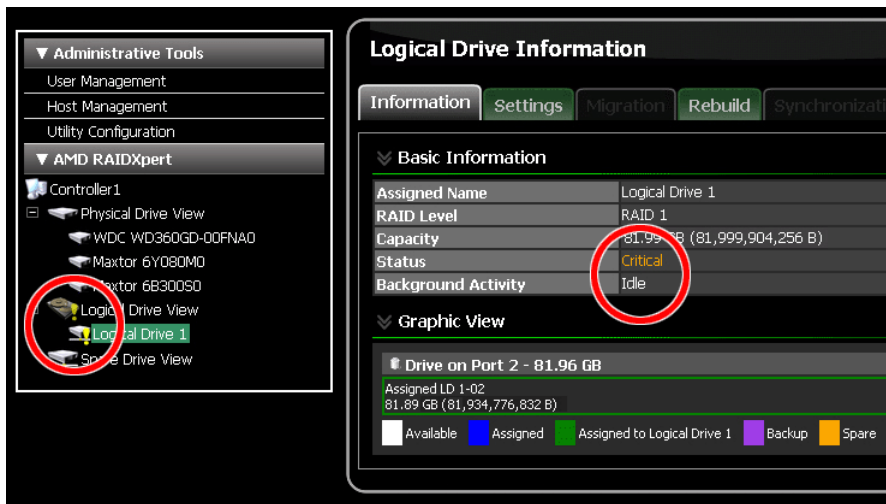 ▼ Administrative Tools
User Management
Host Management
Utility Configuration
▼ AMD RAIDXpert
Controller1
Physical Drive View
WDC WD360GD-00FNA0
Maxtor 6Y080M0
Maxtor 6B300S0
Logical Drive View
Logical Drive 1
Spare Drive View
Logical Drive Information
Information Settings Migration Rebuild
Basic Information
Assigned Name Logical Drive 1
RAID Level RAID 1
Capacity 81.99 GB (81,999,904,256 B)
Status Critical
Background Activity Idle
Graphic View
Drive on Port 2 - 81.96 GB
Assigned LD 1-02
81.89 GB (81,934,776,832 B)
Available Assigned Assigned to Logical Drive 1 Backup Spare